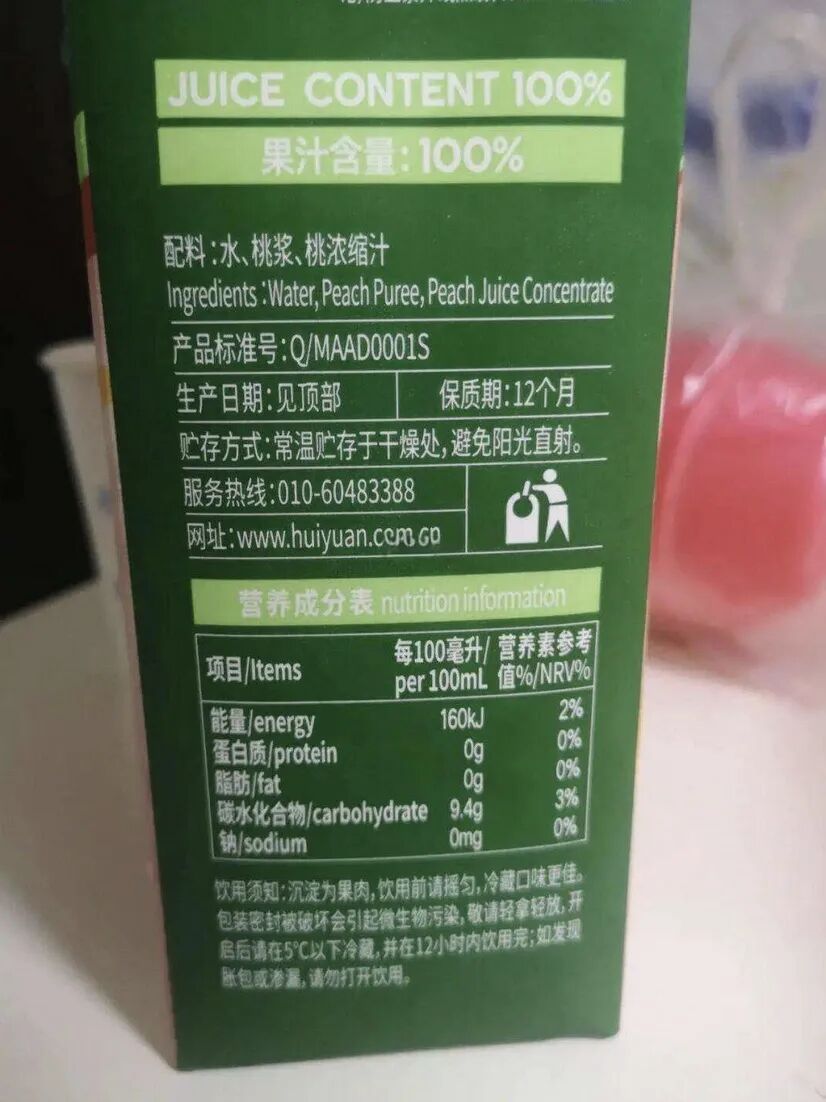 JUICE CONTENT 100%
果汁含量:100%
配料:水、桃浆、桃浓缩汁
Ingredients:Water, Peach Puree, Peach Juice Concentrate
产品标准号:Q/MAAD0001S
生产日期:见顶部 保质期:12个月
贮存方式:常温贮存于干燥处,避免阳光直射。
服务热线:010-60483388
网址:www.huiyuan.com.cn
营养成分表 nutrition information
项目/Items 每100毫升/per 100mL 营养素参考值%/NRV%
能量/energy 160kJ 2%
蛋白质/protein 0g 0%
脂肪/fat 0g 0%
碳水化合物/carbohydrate 9.4g 3%
钠/sodium 0mg 0%
饮用须知:沉淀为果肉,饮用前请摇匀,冷藏口味更佳。
包装密封被破坏会引起微生物污染,敬请轻拿轻放,开
启后请在5℃以下冷藏,并在12小时内饮用完;如发现
胀包或渗漏,请勿打开饮用。